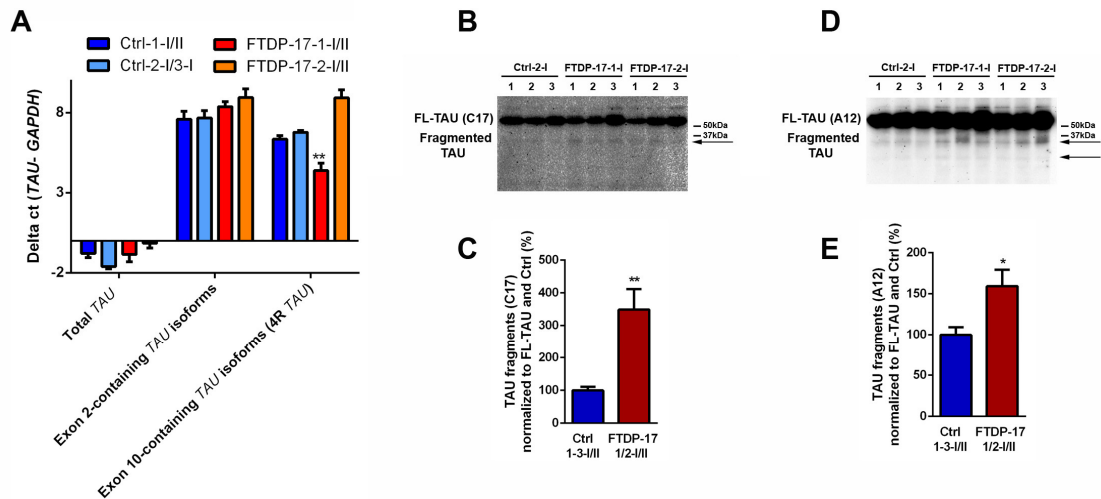 A
Ctrl-1-I/II
FTDP-17-1-I/II
Ctrl-2-I/3-I
FTDP-17-2-I/II
Delta ct (TAU- GAPDH)
8
3
-2
**
Total TAU
Exon 2-containing TAU isoforms
Exon 10-containing TAU isoforms (4R TAU)
B
Ctrl-2-I FTDP-17-1-I FTDP-17-2-I
1 2 3 1 2 3 1 2 3
FL-TAU (C17)
Fragmented
TAU
50kDa
37kDa
C
TAU fragments (C17)
normalized to FL-TAU and Ctrl (%)
500
400
300
200
100
0
**
Ctrl
1-3-I/II
FTDP-17
1/2-I/II
D
Ctrl-2-I FTDP-17-1-I FTDP-17-2-I
1 2 3 1 2 3 1 2 3
FL-TAU (A12)
Fragmented
TAU
50kDa
37kDa
E
TAU fragments (A12)
normalized to FL-TAU and Ctrl (%)
200
150
100
50
0
*
Ctrl
1-3-I/II
FTDP-17
1/2-I/II